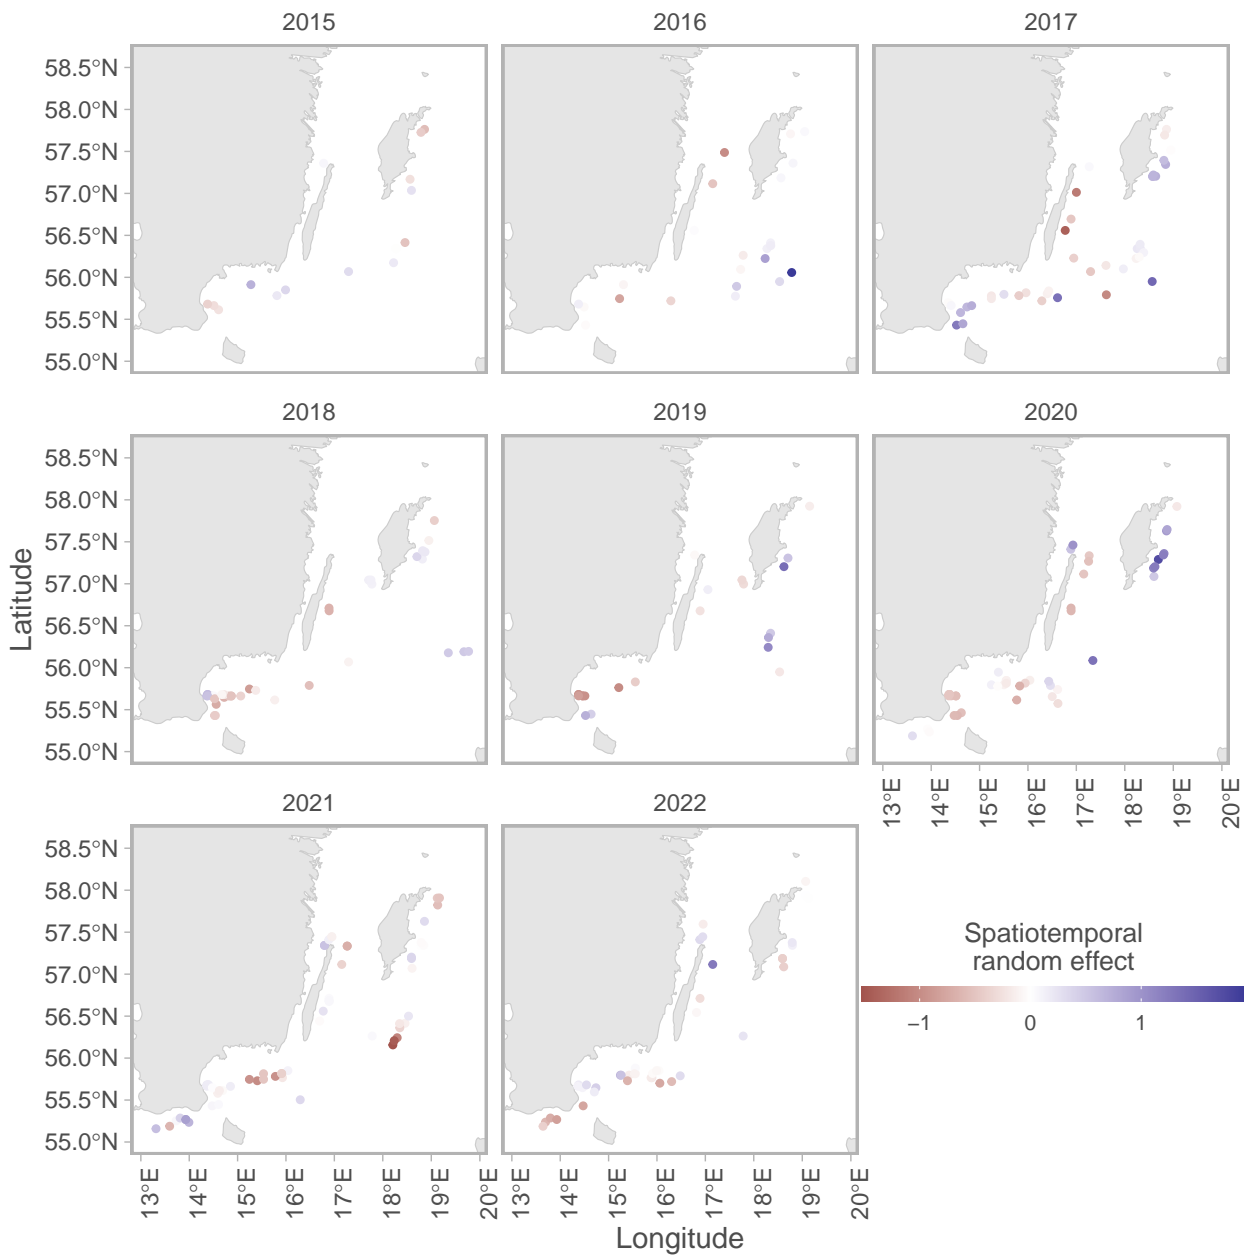 2015 2016 2017
58.5°N
58.0°N
57.5°N
57.0°N
56.5°N
56.0°N
55.5°N
55.0°N
2018 2019 2020
58.5°N
58.0°N
57.5°N
57.0°N
56.5°N
56.0°N
55.5°N
55.0°N
Latitude
13°E 14°E 15°E 16°E 17°E 18°E 19°E 20°E
2021 2022
58.5°N
58.0°N
57.5°N
57.0°N
56.5°N
56.0°N
55.5°N
55.0°N
Spatiotemporal
random effect
−1 0 1
13°E 14°E 15°E 16°E 17°E 18°E 19°E 20°E 13°E 14°E 15°E 16°E 17°E 18°E 19°E 20°E
Longitude